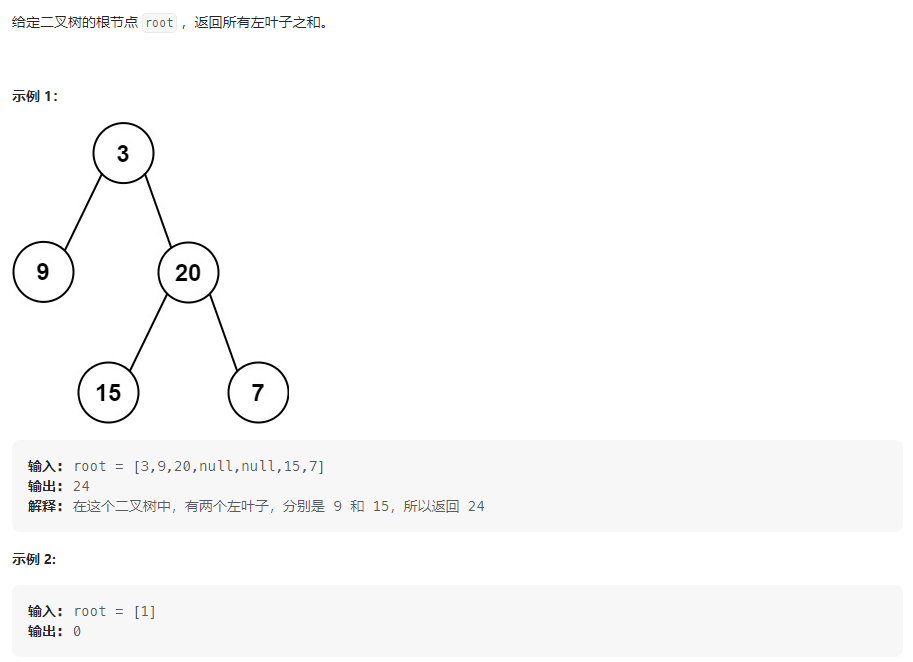 给定二叉树的根节点 root ，返回所有左叶子之和。
示例 1：
3
9
20
15
7
输入: root = [3,9,20,null,null,15,7]
输出: 24
解释: 在这个二叉树中，有两个左叶子，分别是 9 和 15，所以返回 24
示例 2:
输入: root = [1]
输出: 0